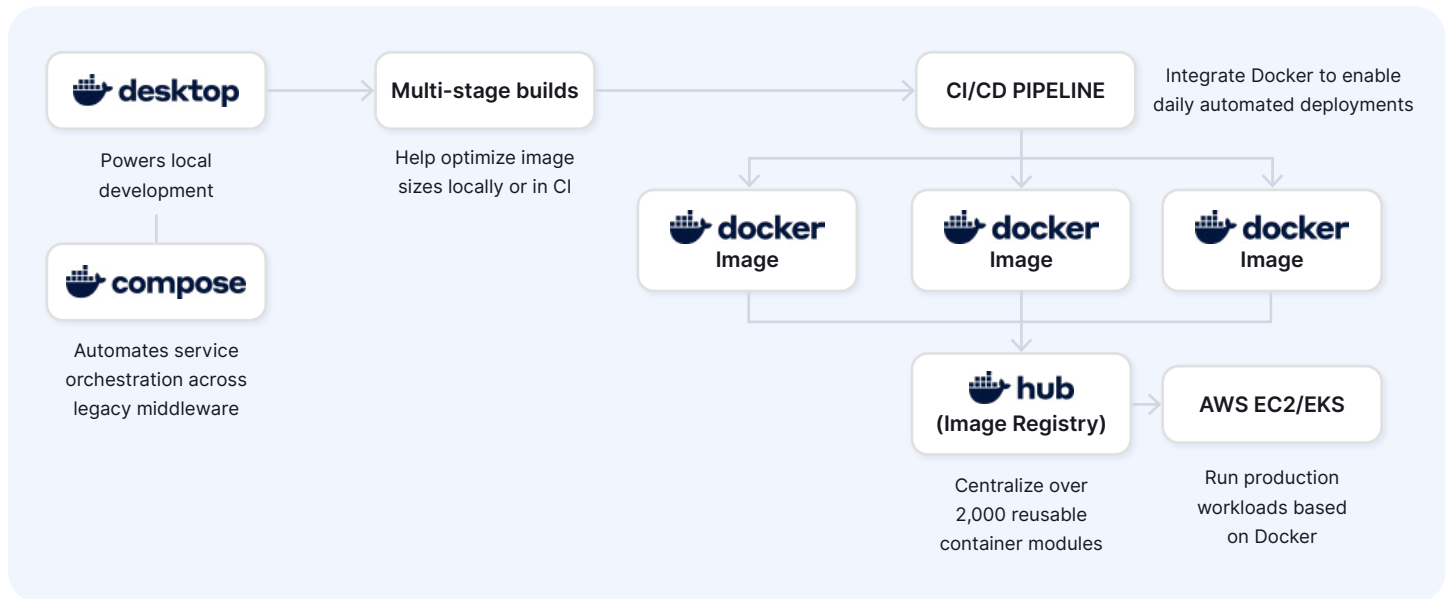 desktop
Multi-stage builds
CI/CD PIPELINE
Integrate Docker to enable
daily automated deployments
Powers local
development
Help optimize image
sizes locally or in CI
compose
Automates service
orchestration across
legacy middleware
docker
Image
docker
Image
docker
Image
hub
(Image Registry)
Centralize over
2,000 reusable
container modules
AWS EC2/EKS
Run production
workloads based
on Docker